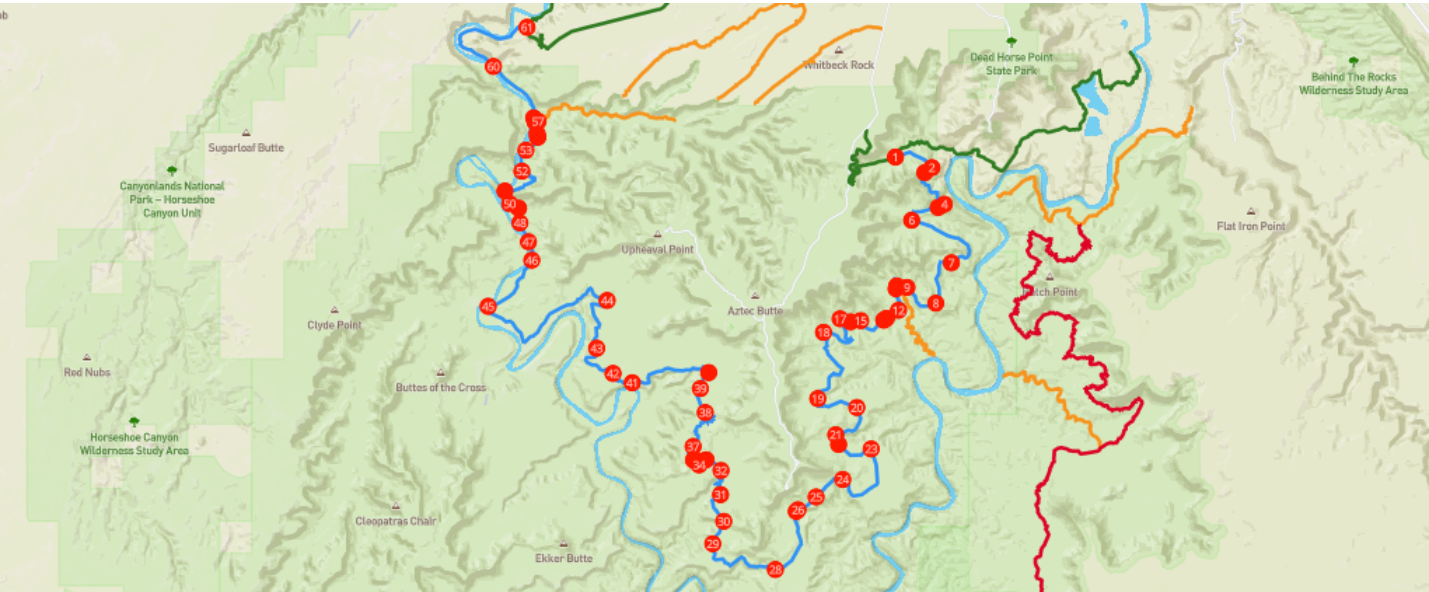 ob
61
60
57
53
52
50
48
47
46
45
44
43
42
41
39
38
37
34
32
31
30
29
28
26
25
24
23
21
20
19
18
17
15
12
9
8
7
6
4
2
1
Whitbeck Rock
Dead Horse Point
State Park
Behind The Rocks
Wilderness Study Area
Sugarloaf Butte
Canyonlands National
Park – Horseshoe
Canyon Unit
Upheaval Point
Flat Iron Point
Hatch Point
Aztec Butte
Clyde Point
Red Nubs
Buttes of the Cross
Horseshoe Canyon
Wilderness Study Area
Cleopatras Chair
Ekker Butte